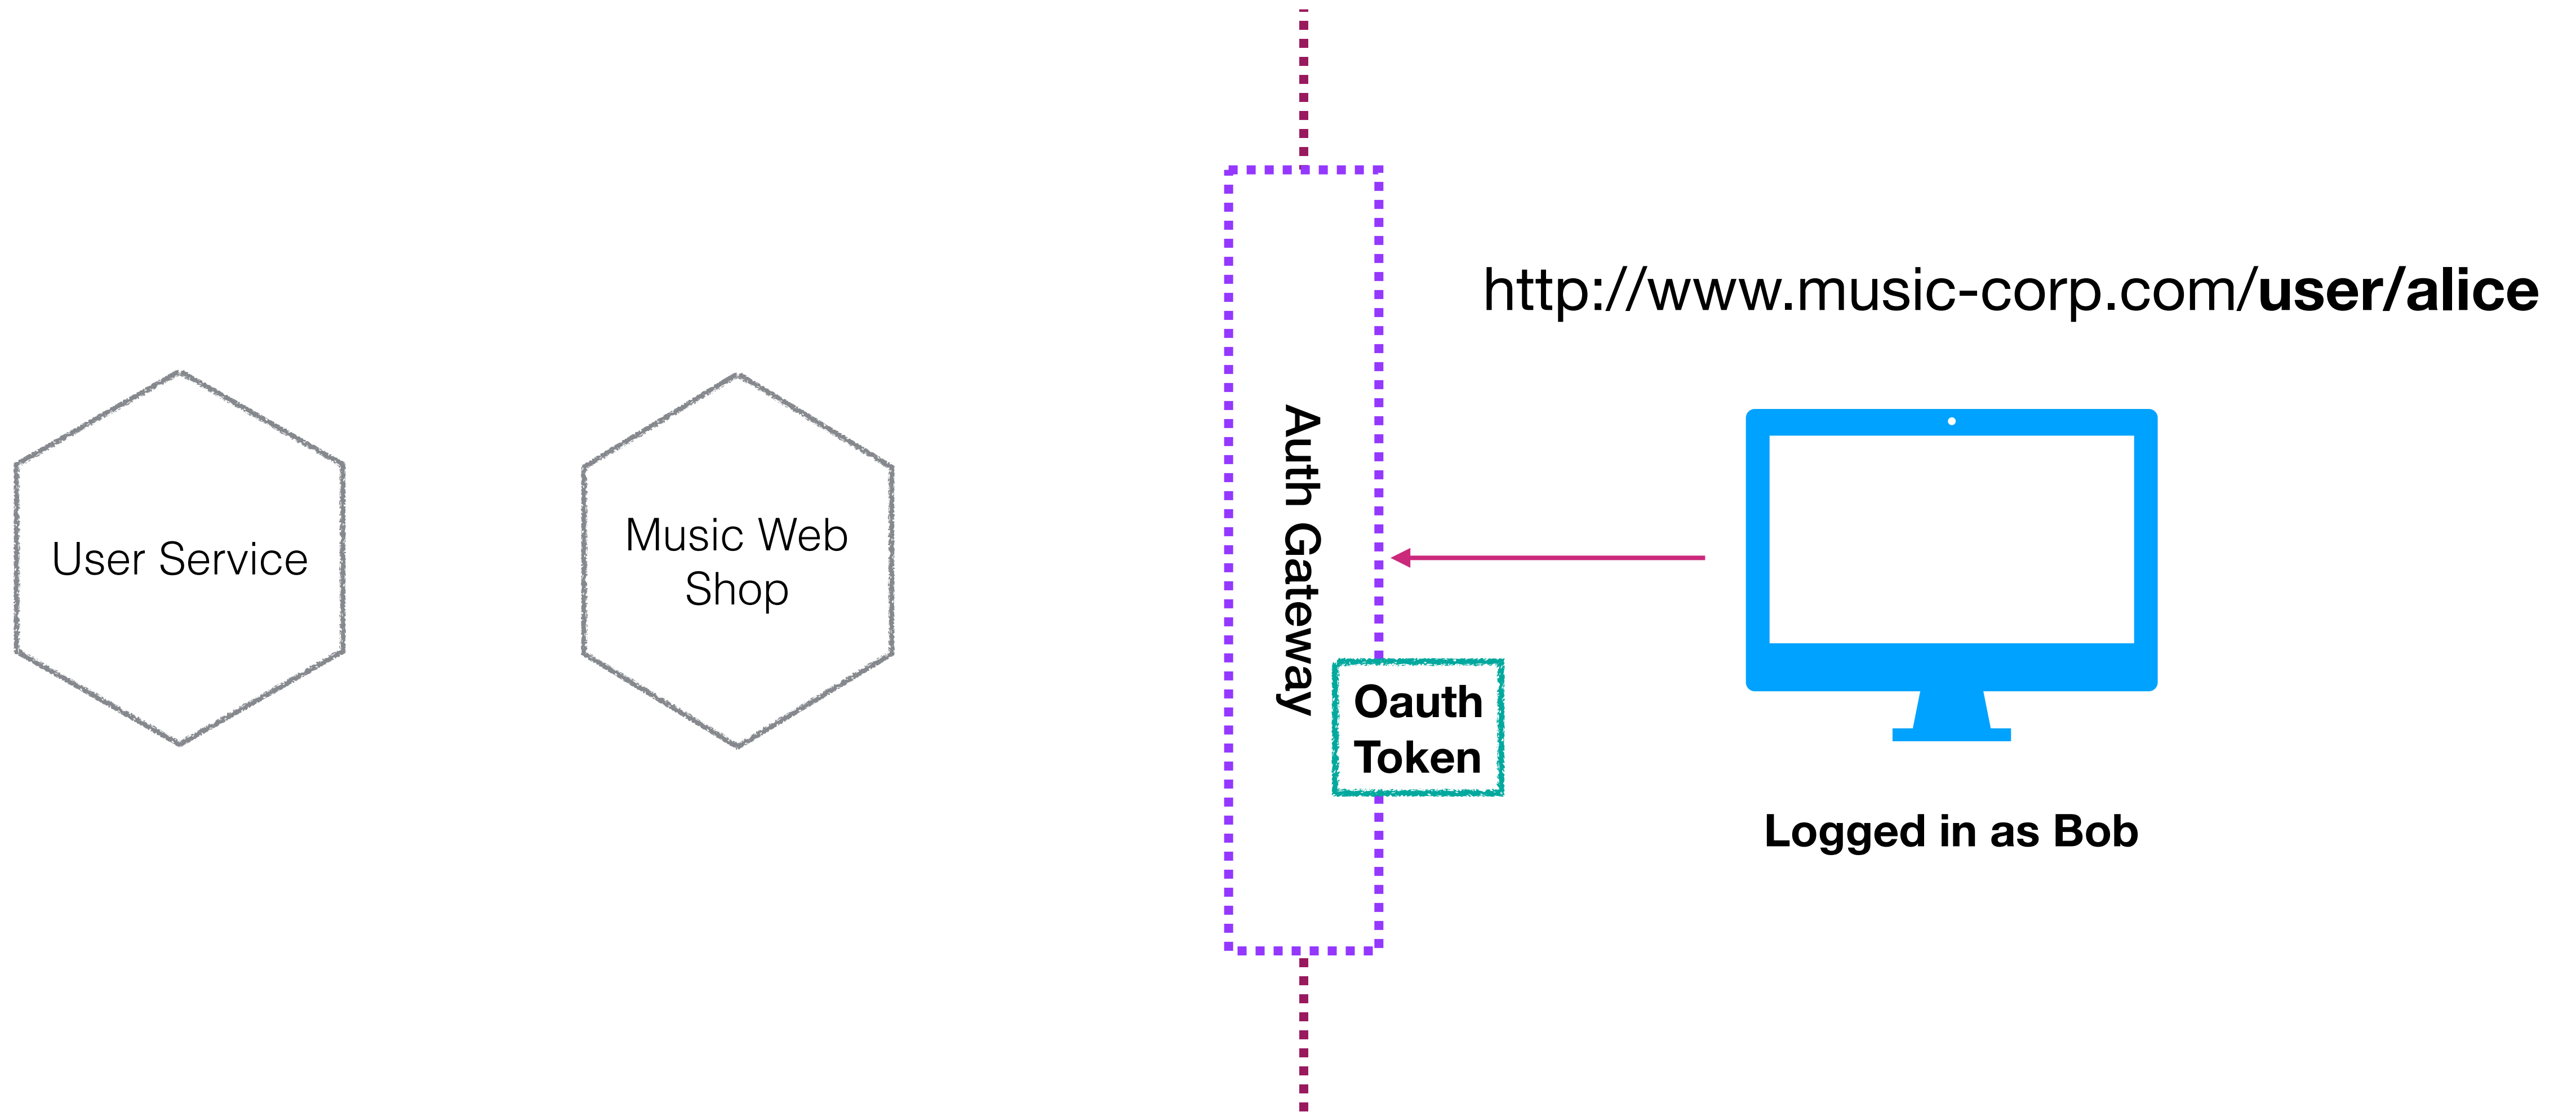 User Service
Music Web
Shop
Auth Gateway
Oauth
Token
http://www.music-corp.com/user/alice
Logged in as Bob